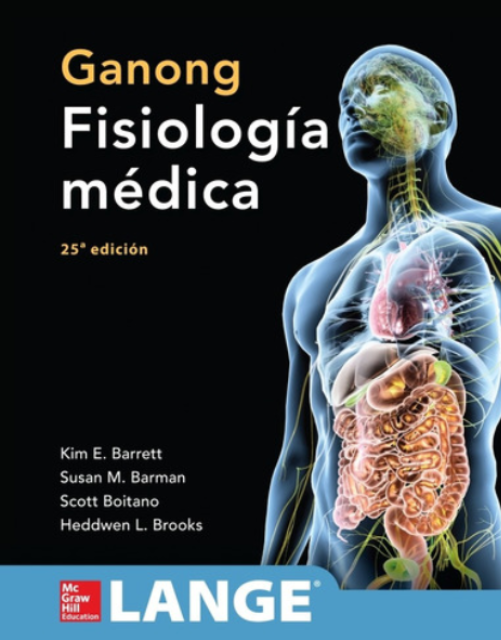 Ganong
Fisiología
médica
25ª edición
Kim E. Barrett
Susan M. Barman
Scott Boitano
Heddwen L. Brooks
Mc
Graw
Hill
Education
LANGE®